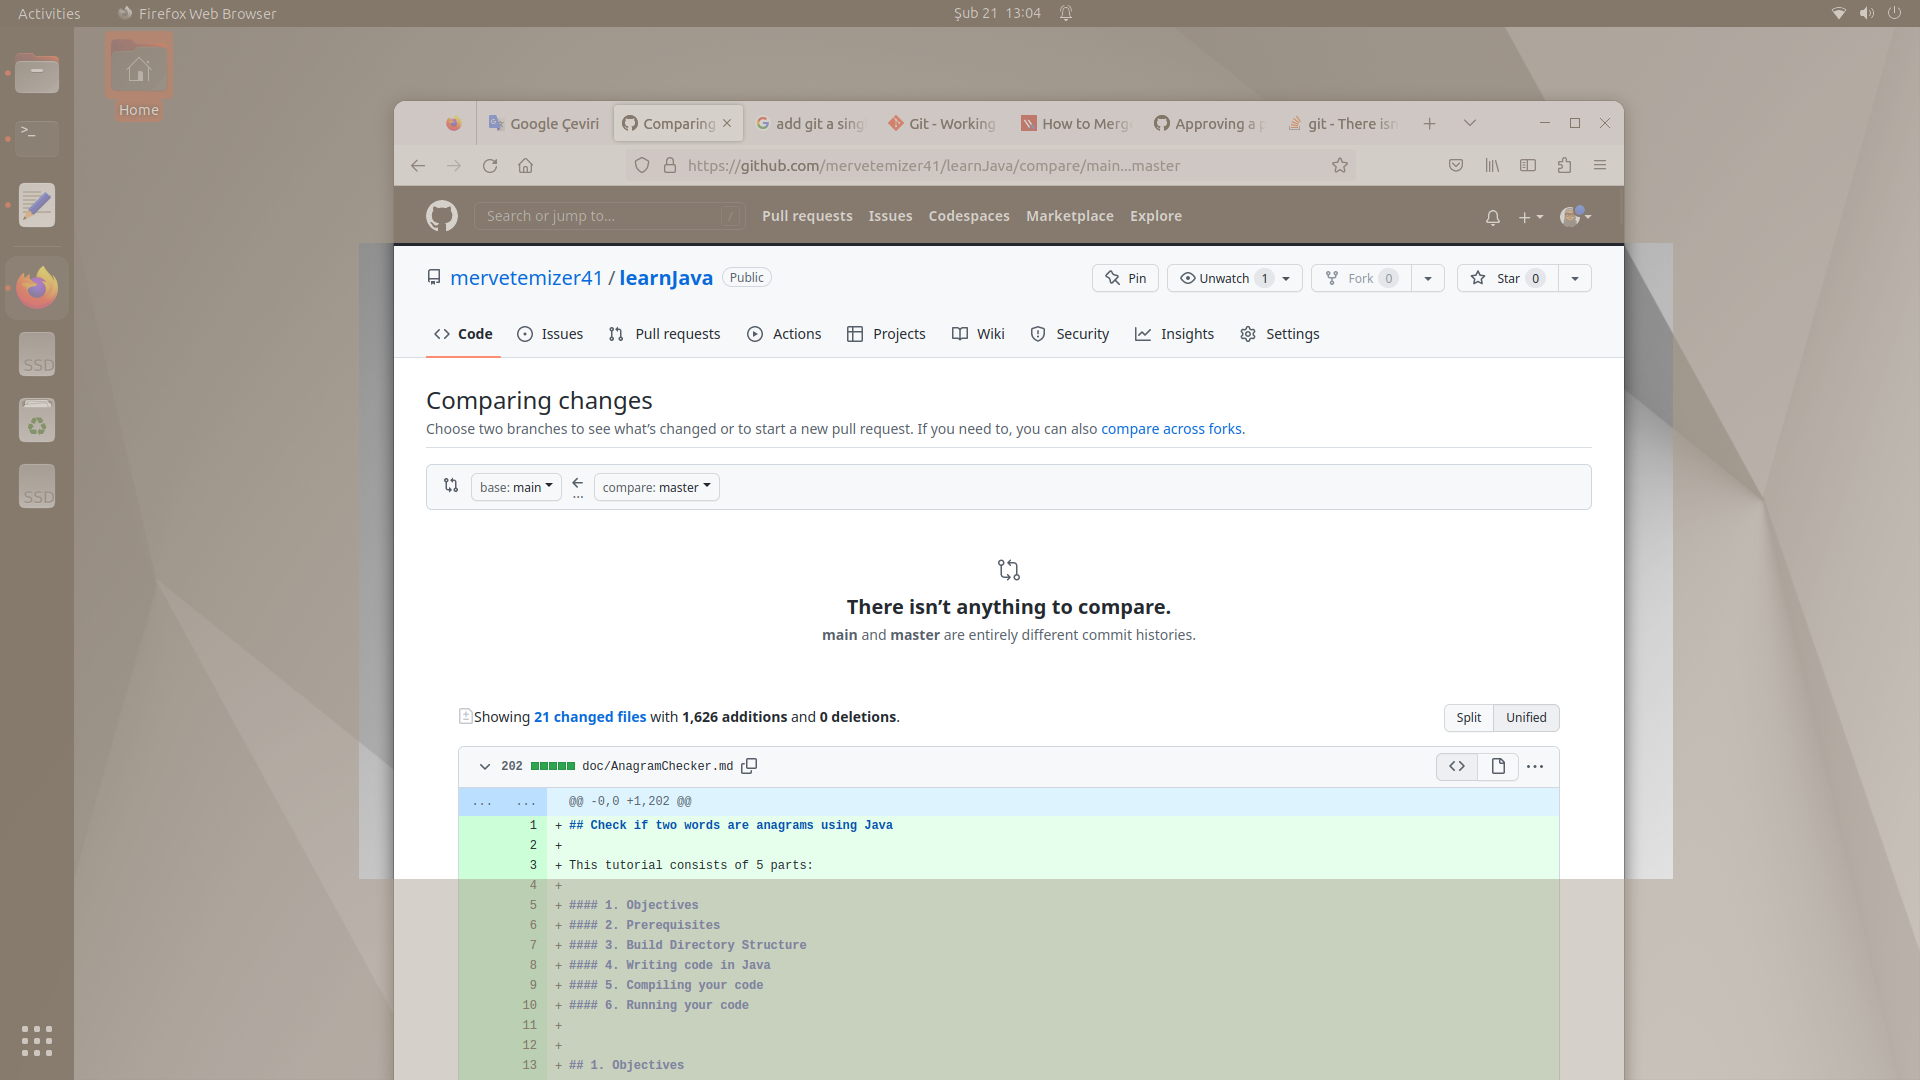 Activities Firefox Web Browser Şub 21 13:04
Home
Google Çeviri Comparing add git a sing Git - Working How to Merg Approving a p git - There isn
https://github.com/mervetemizer41/learnJava/compare/main...master
Search or jump to... / Pull requests Issues Codespaces Marketplace Explore
mervetemizer41 / learnJava Public Pin Unwatch 1 Fork 0 Star 0
Code Issues Pull requests Actions Projects Wiki Security Insights Settings
Comparing changes
Choose two branches to see what's changed or to start a new pull request. If you need to, you can also compare across forks.
base: main ... compare: master
There isn't anything to compare.
main and master are entirely different commit histories.
Showing 21 changed files with 1,626 additions and 0 deletions. Split Unified
202 doc/AnagramChecker.md
... ... @@ -0,0 +1,202 @@
1 + ## Check if two words are anagrams using Java
2 +
3 + This tutorial consists of 5 parts:
4 +
5 + #### 1. Objectives
6 + #### 2. Prerequisites
7 + #### 3. Build Directory Structure
8 + #### 4. Writing code in Java
9 + #### 5. Compiling your code
10 + #### 6. Running your code
11 +
12 +
13 + ## 1. Objectives
SSD
SSD